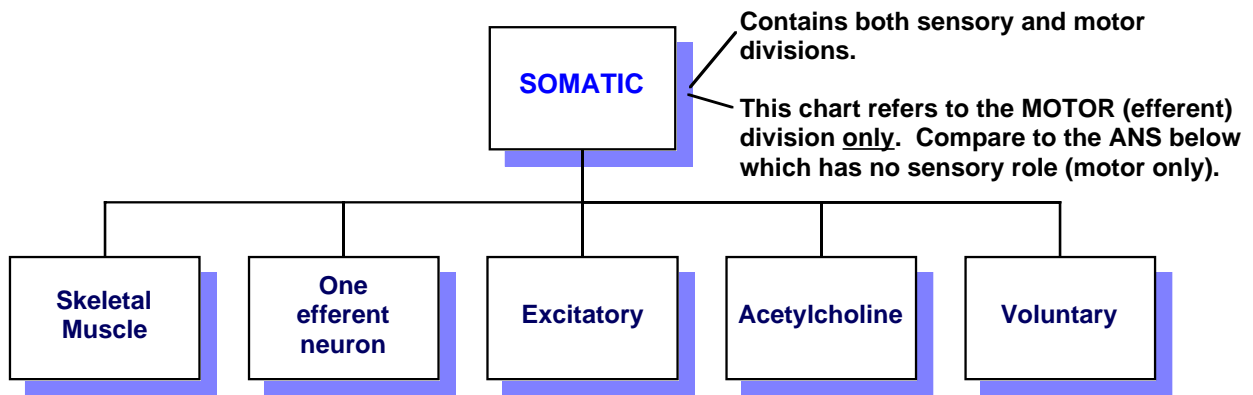 Contains both sensory and motor
divisions.
SOMATIC
This chart refers to the MOTOR (efferent)
division only. Compare to the ANS below
which has no sensory role (motor only).
Skeletal
Muscle
One
efferent
neuron
Excitatory
Acetylcholine
Voluntary